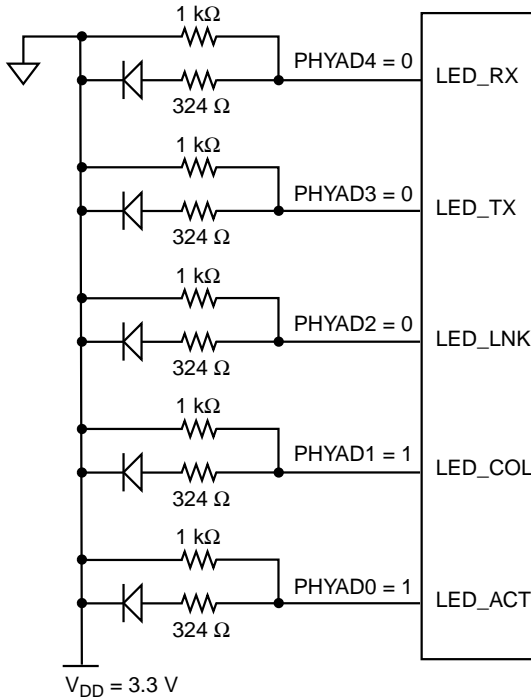 1 kΩ
PHYAD4 = 0
LED_RX
324 Ω
1 kΩ
PHYAD3 = 0
LED_TX
324 Ω
1 kΩ
PHYAD2 = 0
LED_LNK
324 Ω
1 kΩ
PHYAD1 = 1
LED_COL
324 Ω
1 kΩ
PHYAD0 = 1
LED_ACT
324 Ω
VDD = 3.3 V